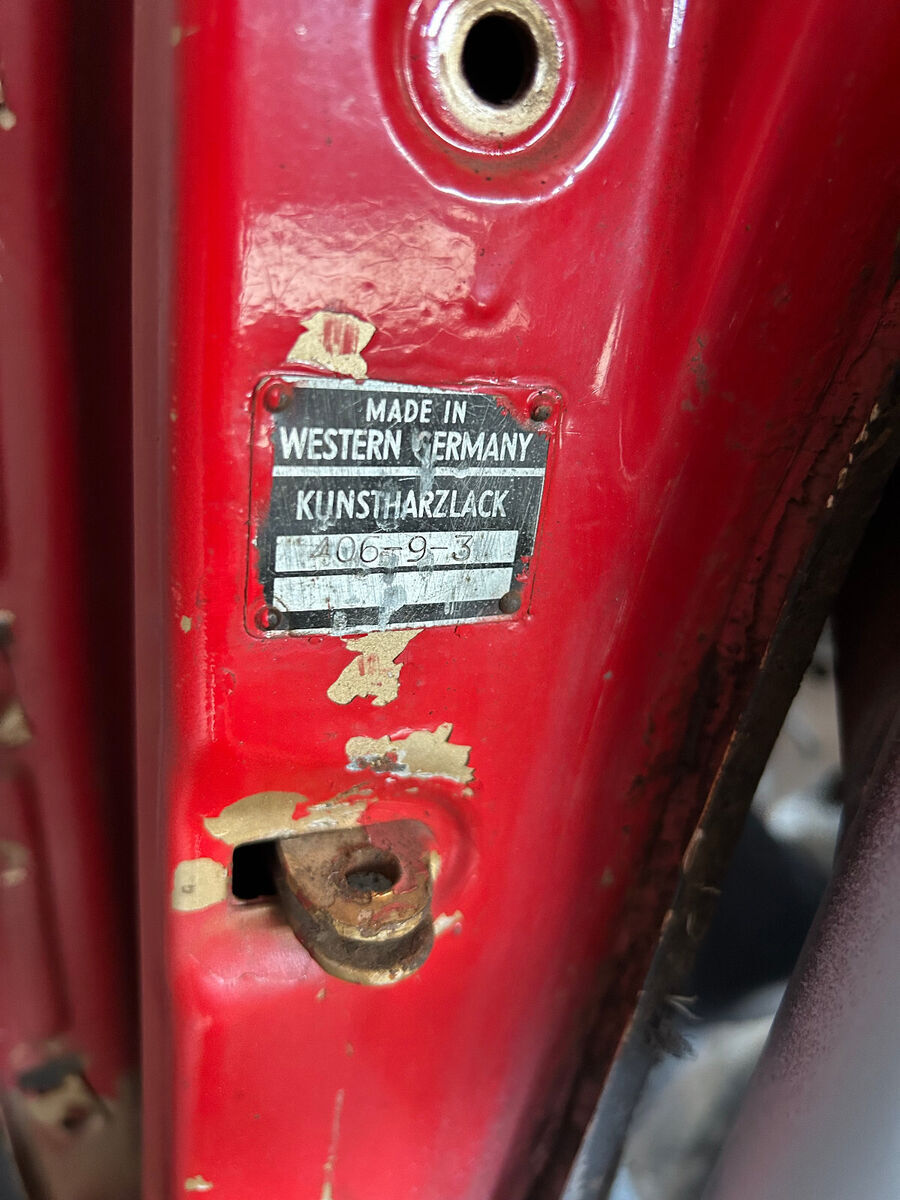 MADE IN
WESTERN GERMANY
KUNSTHARZLACK
406-9-3